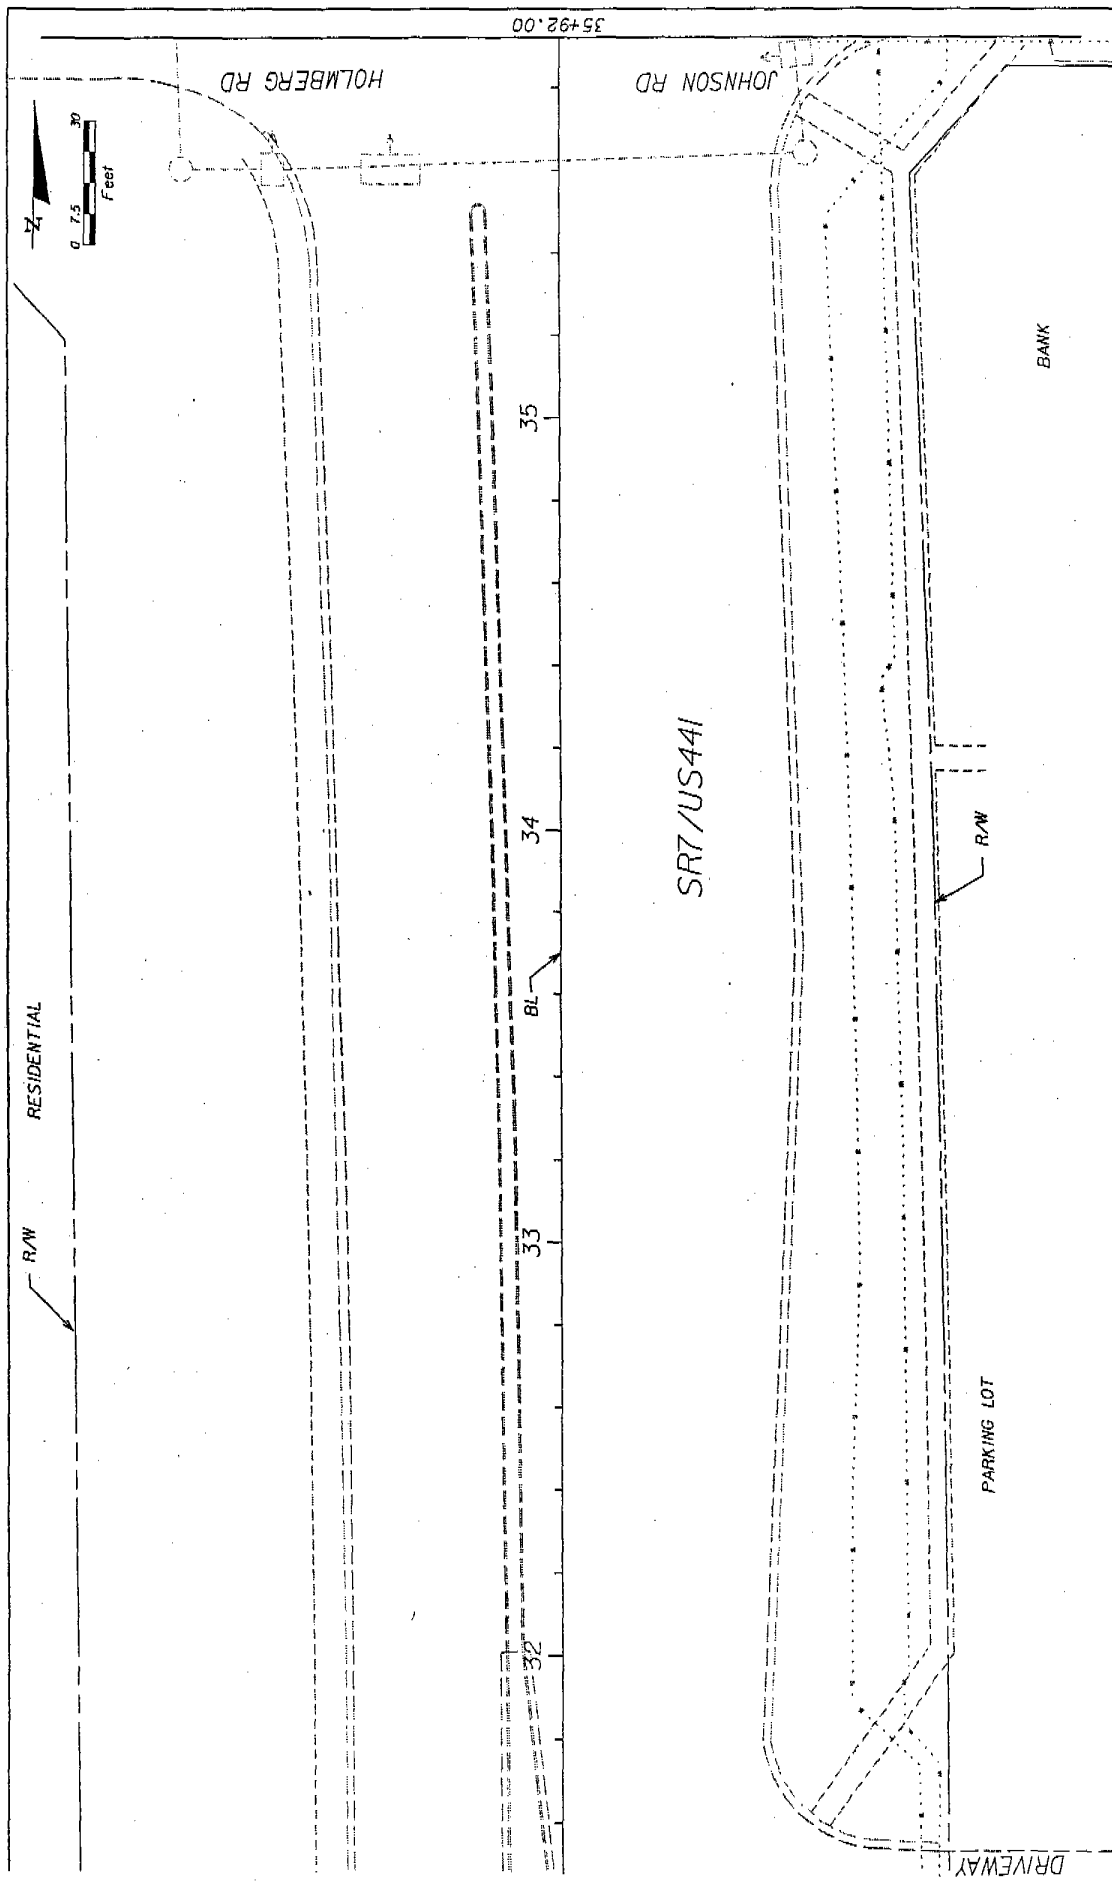 35+92.00
HOLMBERG RD
JOHNSON RD
N
0 7.5 30
Feet
BANK
35
SR7/US441
34
R/W
BL
RESIDENTIAL
R/W
33
PARKING LOT
32
DRIVEWAY